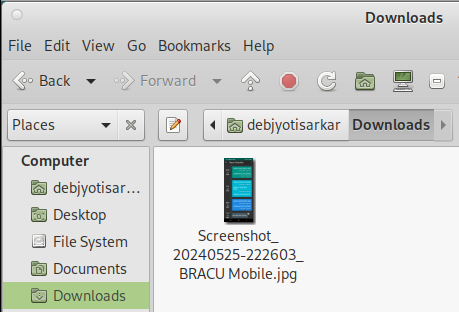 Downloads
File Edit View Go Bookmarks Help
Back Forward
Places debjyotisarkar Downloads
Computer
debjyotisar...
Desktop
File System
Documents
Downloads
Screenshot_
20240525-222603_
BRACU Mobile.jpg